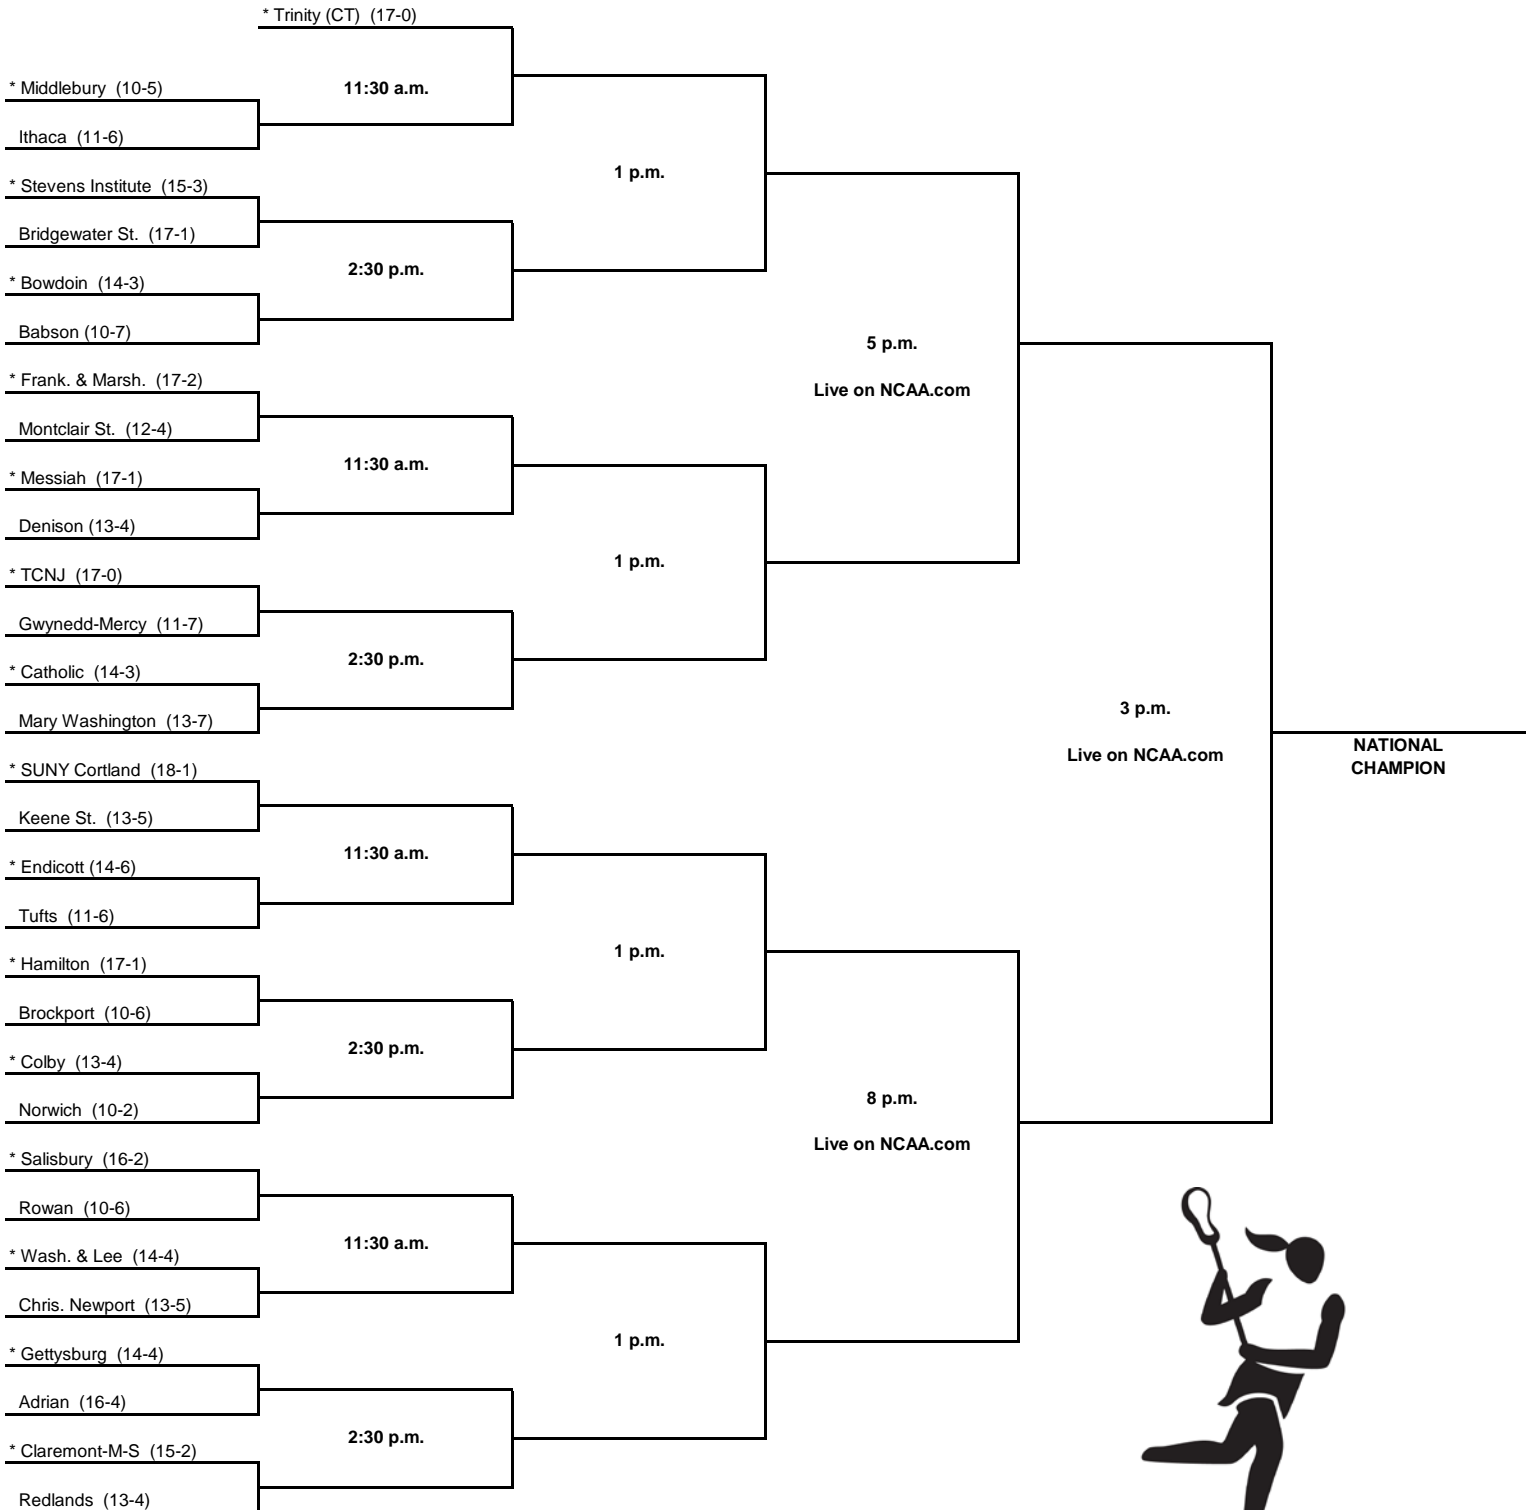 * Trinity (CT) (17-0)
* Middlebury (10-5)
11:30 a.m.
Ithaca (11-6)
1 p.m.
* Stevens Institute (15-3)
Bridgewater St. (17-1)
2:30 p.m.
* Bowdoin (14-3)
Babson (10-7)
5 p.m.
Live on NCAA.com
* Frank. & Marsh. (17-2)
Montclair St. (12-4)
11:30 a.m.
* Messiah (17-1)
Denison (13-4)
1 p.m.
* TCNJ (17-0)
Gwynedd-Mercy (11-7)
2:30 p.m.
* Catholic (14-3)
Mary Washington (13-7)
3 p.m.
Live on NCAA.com
NATIONAL
CHAMPION
* SUNY Cortland (18-1)
Keene St. (13-5)
11:30 a.m.
* Endicott (14-6)
Tufts (11-6)
1 p.m.
* Hamilton (17-1)
Brockport (10-6)
2:30 p.m.
* Colby (13-4)
Norwich (10-2)
8 p.m.
Live on NCAA.com
* Salisbury (16-2)
Rowan (10-6)
11:30 a.m.
* Wash. & Lee (14-4)
Chris. Newport (13-5)
1 p.m.
* Gettysburg (14-4)
Adrian (16-4)
2:30 p.m.
* Claremont-M-S (15-2)
Redlands (13-4)